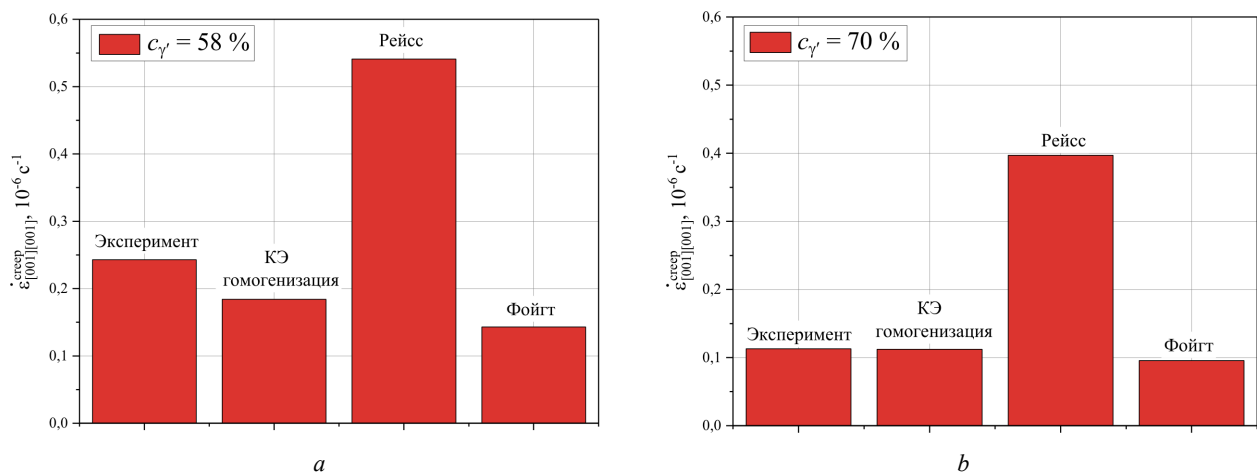 0,6
0,5
0,4
0,3
0,2
0,1
0,0
ε̇^creep_[001][001], 10^-6 c^-1
c_γ' = 58 %
Рейсс
Эксперимент
КЭ
гомогенизация
Фойгт
a
0,6
0,5
0,4
0,3
0,2
0,1
0,0
ε̇^creep_[001][001], 10^-6 c^-1
c_γ' = 70 %
Рейсс
КЭ
Эксперимент
гомогенизация
Фойгт
b